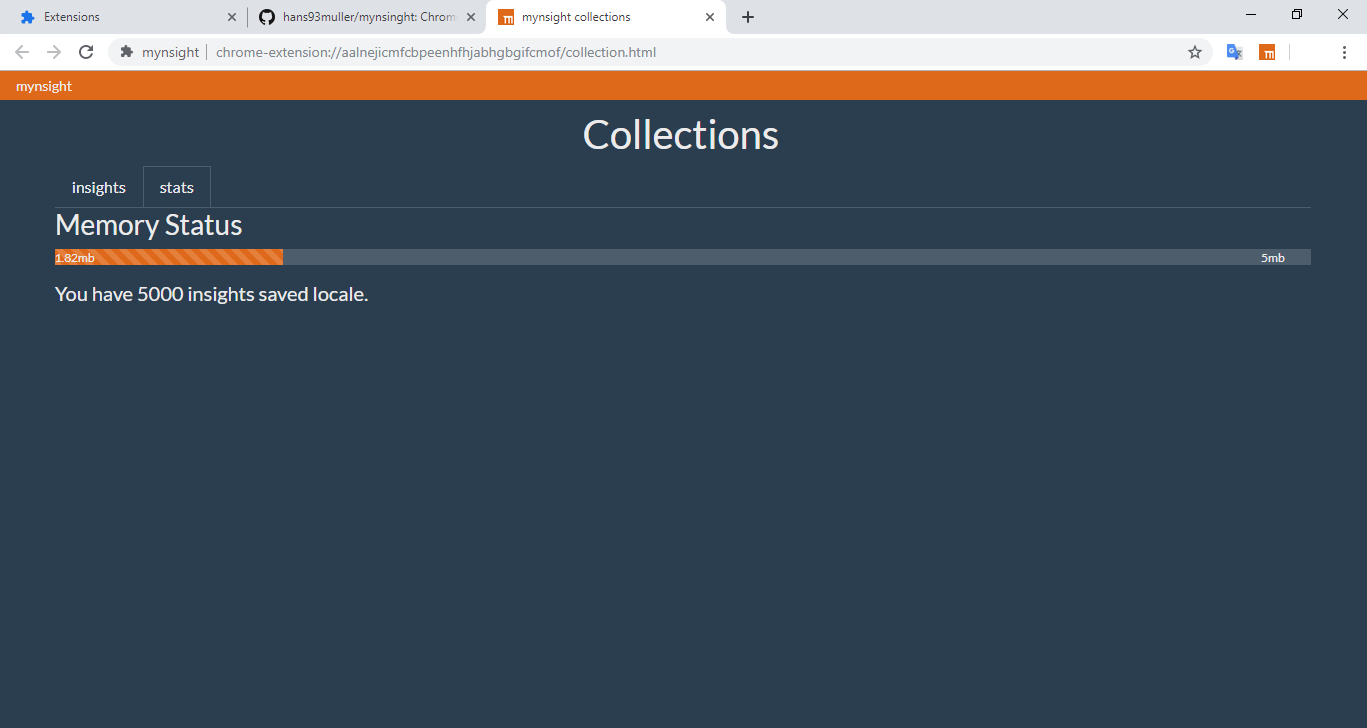 Extensions
hans93muller/mynsinght: Chrom
mynsight collections
mynsight
chrome-extension://aalnejicmfcbpeenhfhjabhgbgifcmof/collection.html
mynsight
Collections
insights
stats
Memory Status
1.82mb
5mb
You have 5000 insights saved locale.